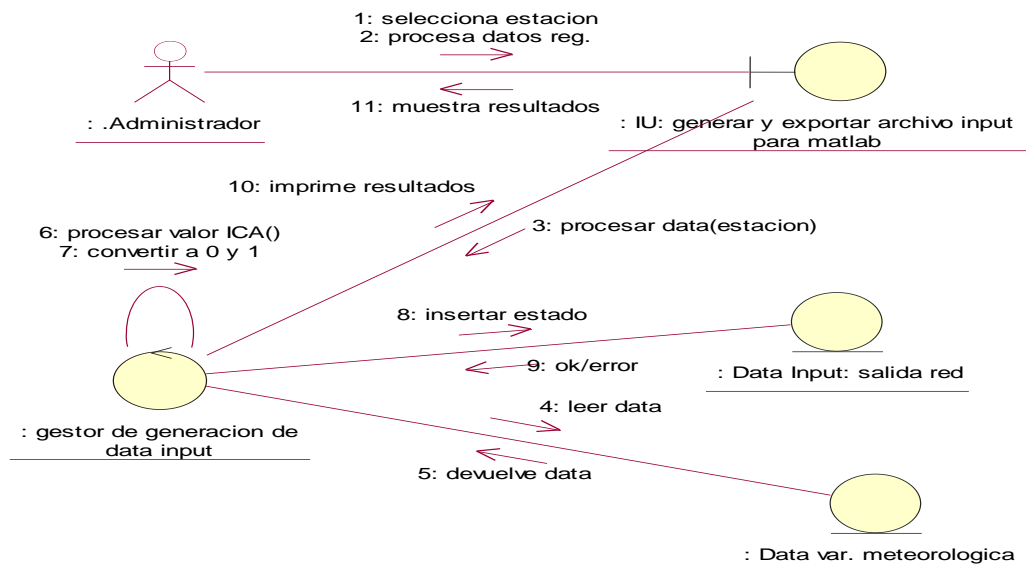 1: selecciona estacion
2: procesa datos reg.
11: muestra resultados
: .Administrador
: IU: generar y exportar archivo input
para matlab
10: imprime resultados
3: procesar data(estacion)
6: procesar valor ICA()
7: convertir a 0 y 1
8: insertar estado
9: ok/error
: Data Input: salida red
4: leer data
: gestor de generacion de
data input
5: devuelve data
: Data var. meteorologica